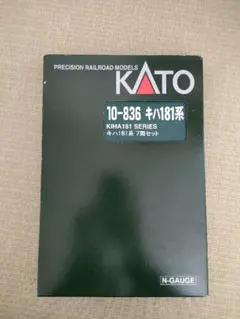 PRECISION RAILROAD MODELS
KATO
10-836 キハ181系
KIHA181 SERIES
キハ181系 7両セット
N-GAUGE